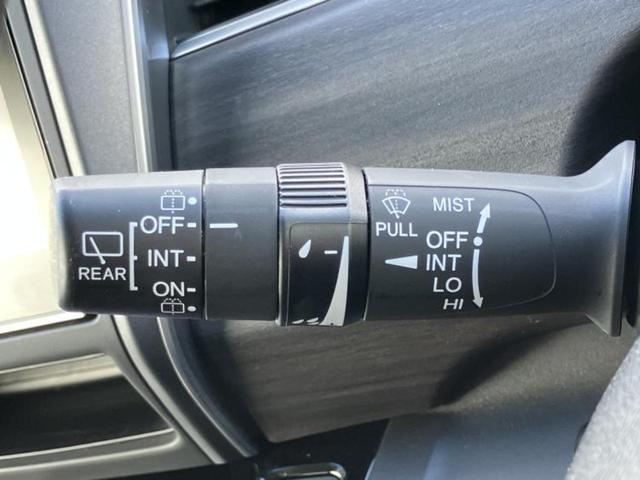 OFF
INT
REAR
ON
PULL
MIST
OFF
INT
LO
HI